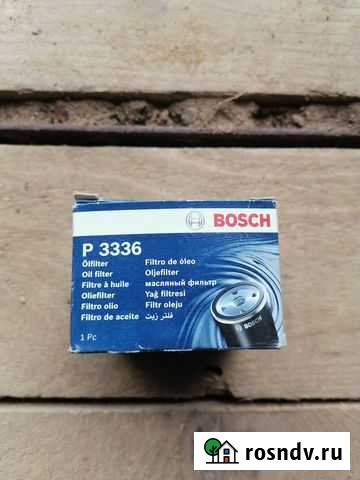 BOSCH
P 3336
Ölfilter
Oil filter
Filtre à huile
Oliefilter
Filtro olio
Filtro de aceite
Filtro de óleo
Oljefilter
масляный фильтр
Yağ filtresi
Filtr oleju
فلتر زيت
1 Pc
BOSCH
rosndv.ru